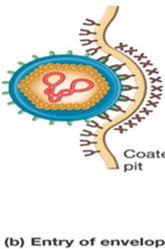 Coate
pit
(b) Entry of envelop